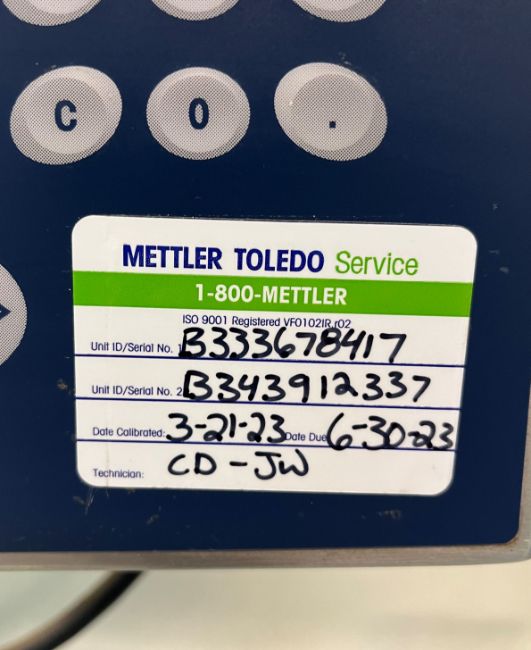 C 0 .
METTLER TOLEDO Service
1-800-METTLER
ISO 9001 Registered VF0102IR.r02
Unit ID/Serial No. 1 B333678417
Unit ID/Serial No. 2 B343912337
Date Calibrated: 3-21-23 Date Due 6-30-23
Technician: CD-JW